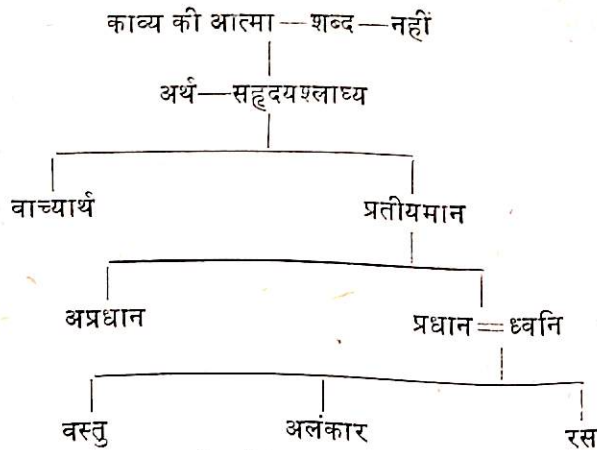 काव्य की आत्मा—शब्द—नहीं
अर्थ—सहृदयश्लाघ्य
वाच्यार्थ प्रतीयमान
अप्रधान प्रधान==ध्वनि
वस्तु अलंकार रस